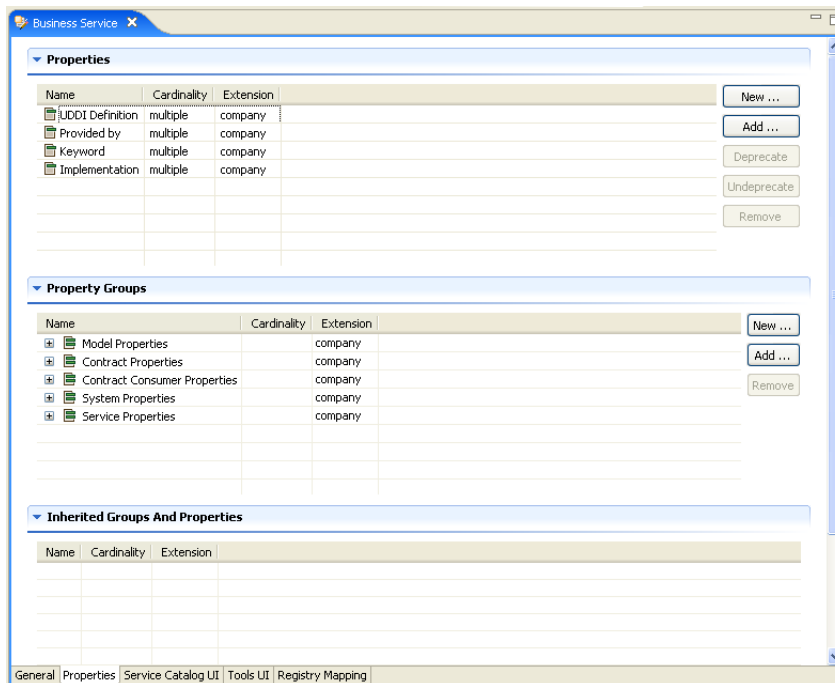 Business Service
Properties
Name Cardinality Extension
UDDI Definition multiple company
Provided by multiple company
Keyword multiple company
Implementation multiple company
New ...
Add ...
Deprecate
Undeprecate
Remove
Property Groups
Name Cardinality Extension
Model Properties company
Contract Properties company
Contract Consumer Properties company
System Properties company
Service Properties company
New ...
Add ...
Remove
Inherited Groups And Properties
Name Cardinality Extension
General Properties Service Catalog UI Tools UI Registry Mapping